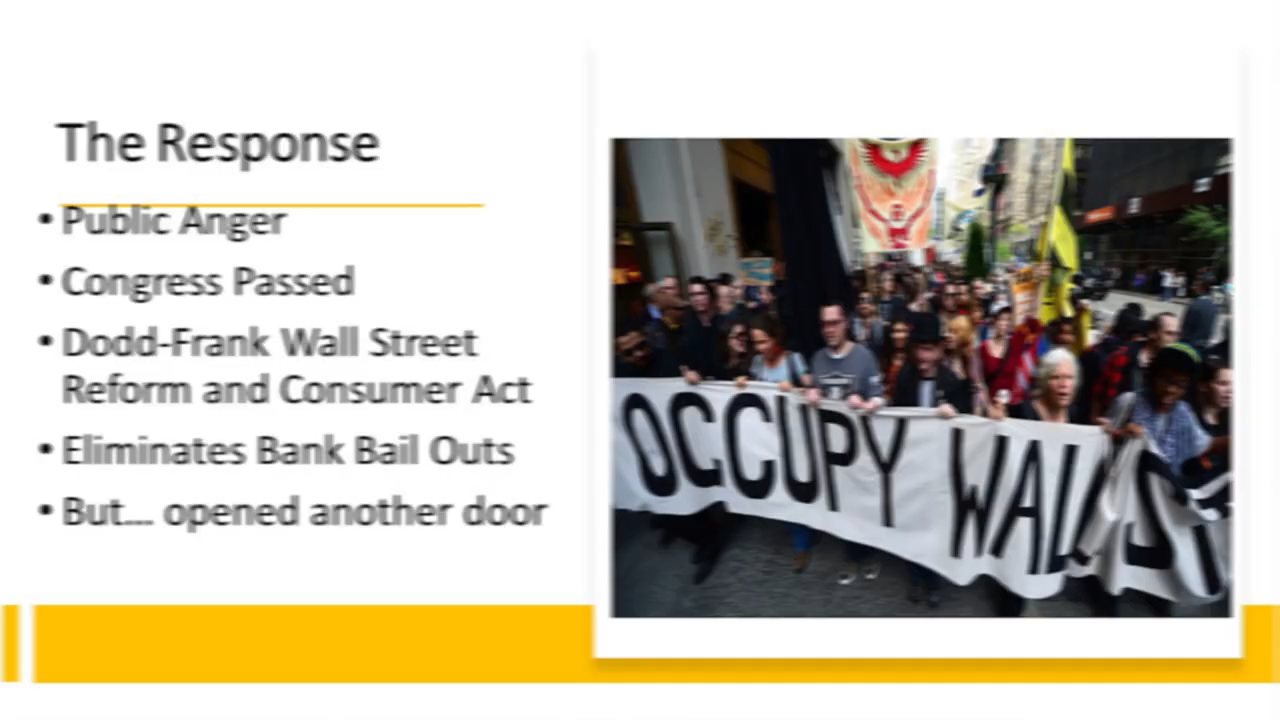 The Response
• Public Anger
• Congress Passed
• Dodd-Frank Wall Street
Reform and Consumer Act
• Eliminates Bank Bail Outs
• But... opened another door
OCCUPY WALL S